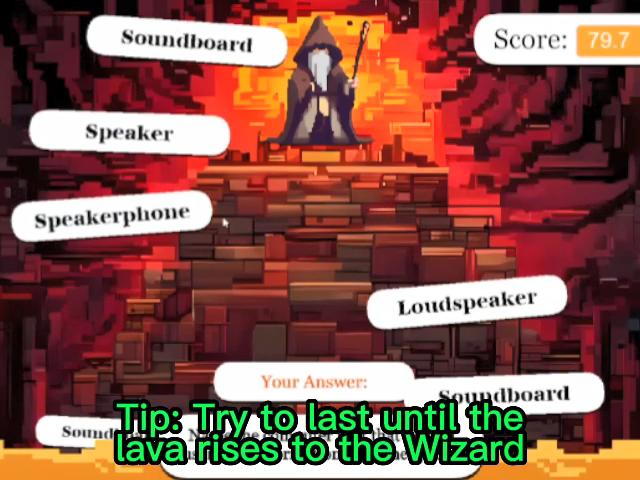 Soundboard
Score: 79.7
Speaker
Speakerphone
Loudspeaker
Your Answer:
Soundboard
Tip: Try to last until the
lava rises to the Wizard